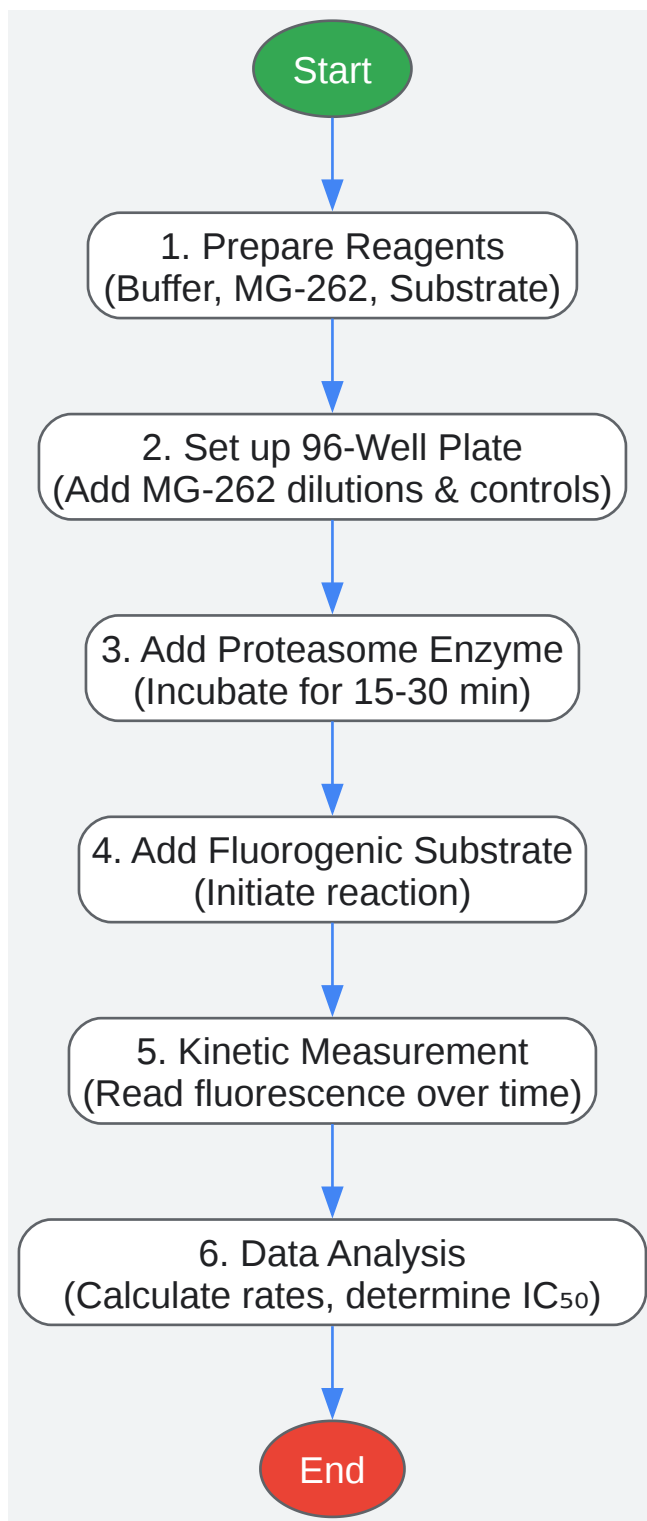 Start
1. Prepare Reagents
(Buffer, MG-262, Substrate)
2. Set up 96-Well Plate
(Add MG-262 dilutions & controls)
3. Add Proteasome Enzyme
(Incubate for 15-30 min)
4. Add Fluorogenic Substrate
(Initiate reaction)
5. Kinetic Measurement
(Read fluorescence over time)
6. Data Analysis
(Calculate rates, determine IC₅₀)
End